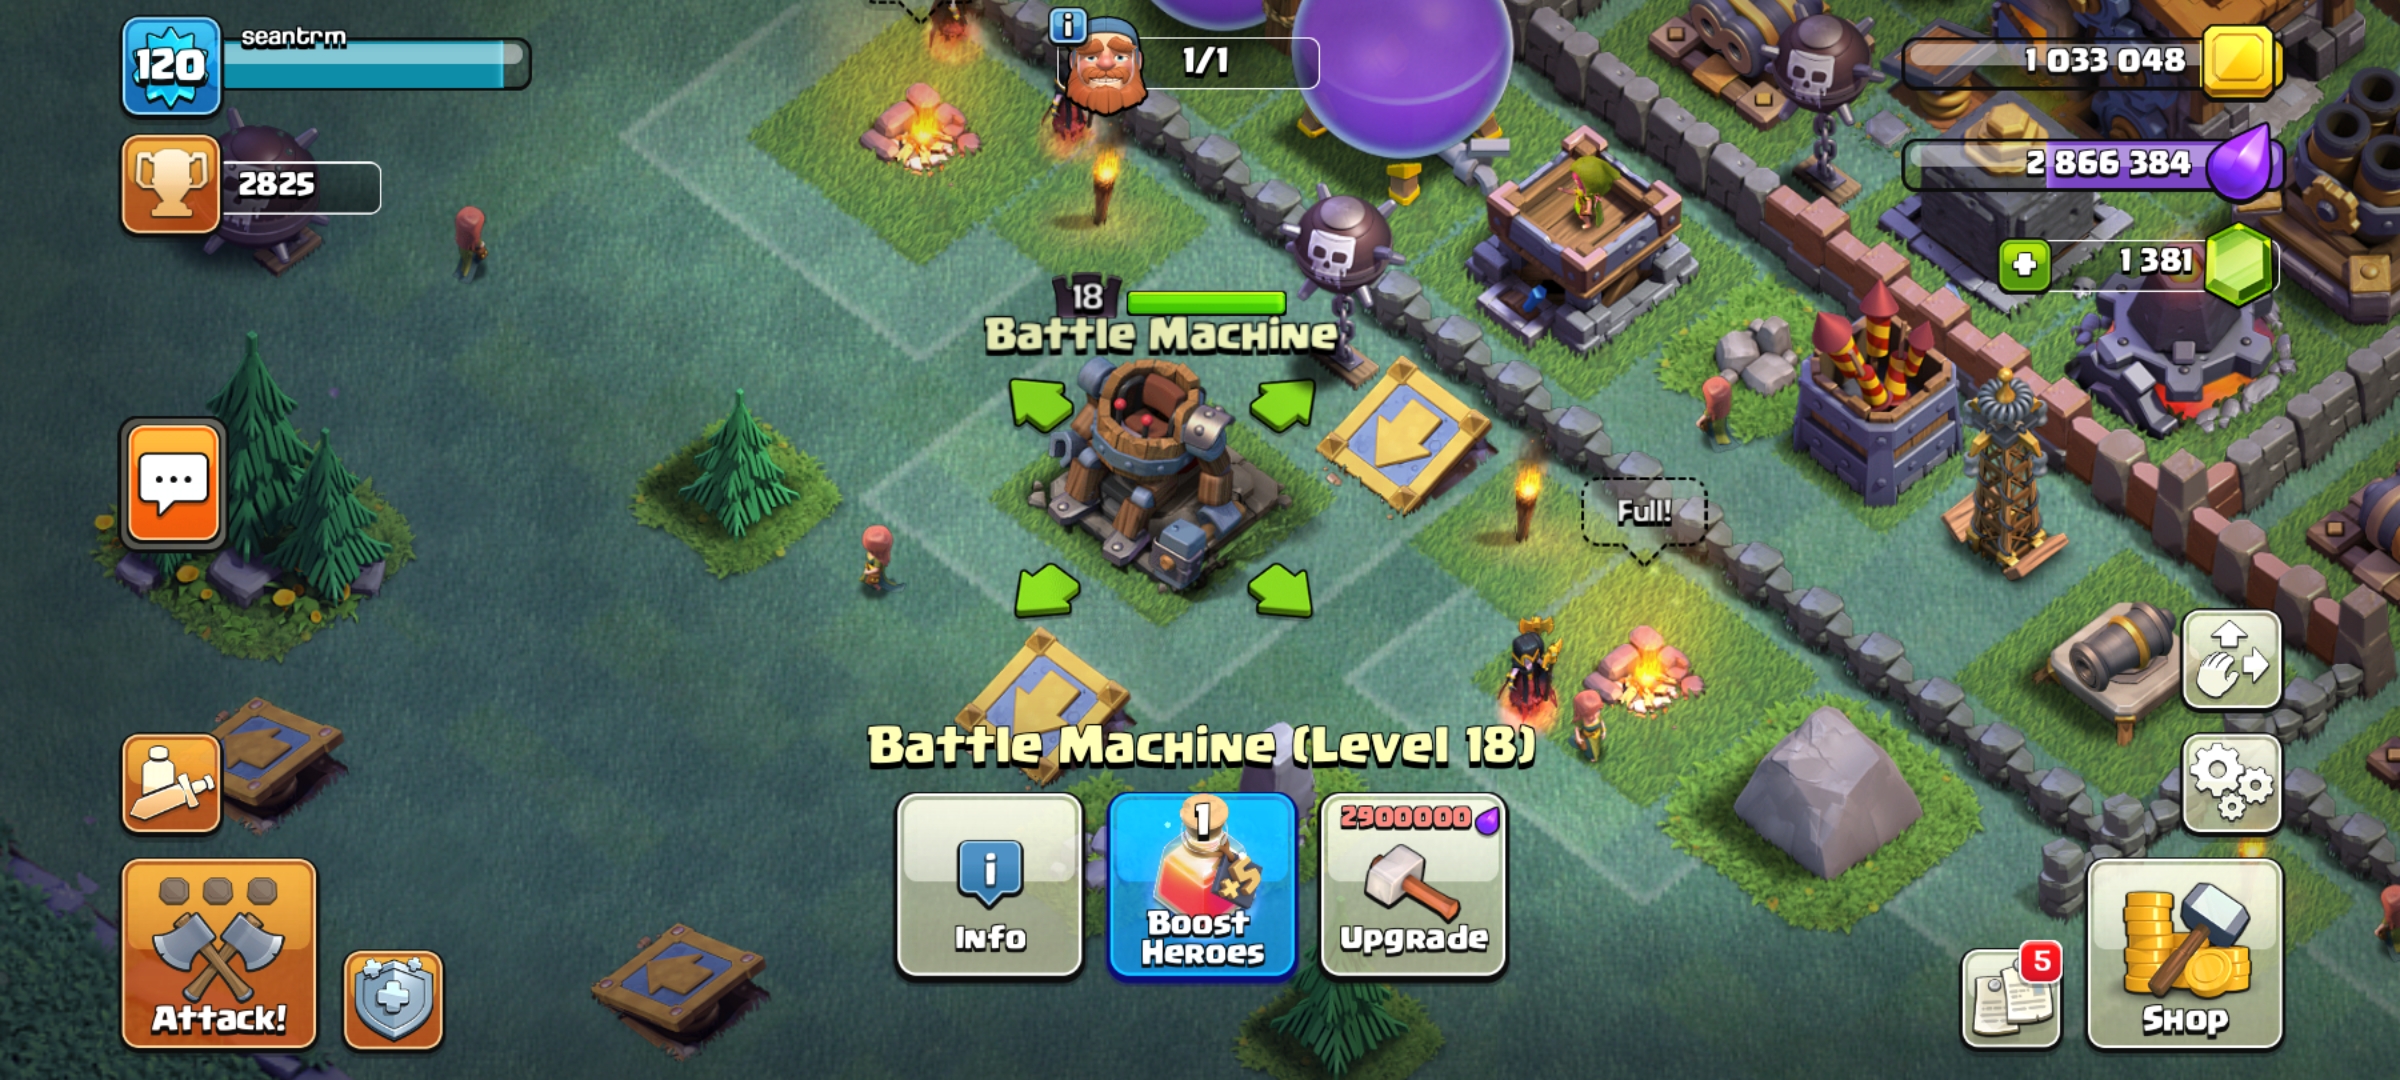 120
seantrm
1/1
1 033 048
2825
2 866 384
1 381
18
Battle Machine
Full!
Battle Machine (Level 18)
Info
1
x5
Boost
Heroes
2900000
Upgrade
Attack!
5
Shop